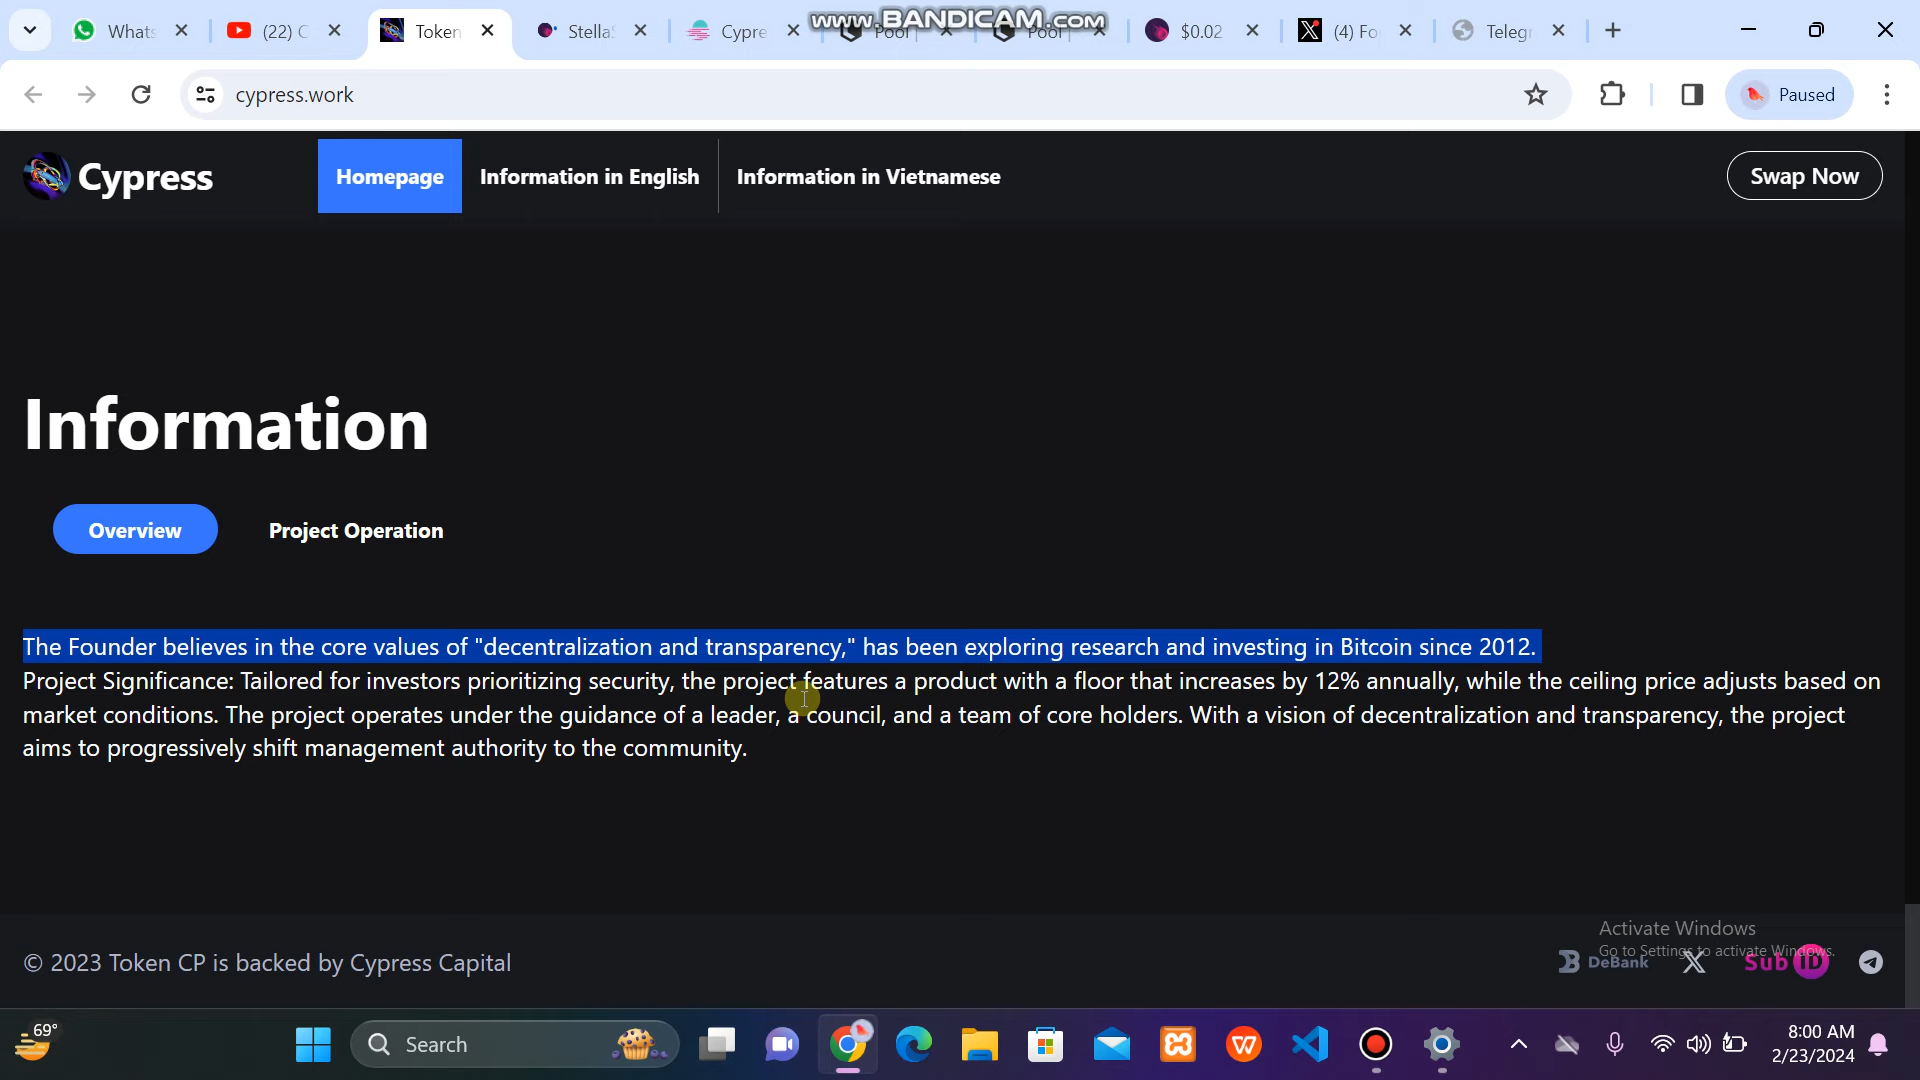 Whats
(22) C
Token
Stella
Cypre
Pool
Pool
$0.02
(4) Fo
Teleg
www.BANDICAM.com
cypress.work
Paused
Cypress
Homepage
Information in English
Information in Vietnamese
Swap Now
Information
Overview
Project Operation
The Founder believes in the core values of "decentralization and transparency," has been exploring research and investing in Bitcoin since 2012.
Project Significance: Tailored for investors prioritizing security, the project features a product with a floor that increases by 12% annually, while the ceiling price adjusts based on
market conditions. The project operates under the guidance of a leader, a council, and a team of core holders. With a vision of decentralization and transparency, the project
aims to progressively shift management authority to the community.
Activate Windows
Go to Settings to activate Windows.
© 2023 Token CP is backed by Cypress Capital
DeBank
Sub ID
69°
Search
8:00 AM
2/23/2024